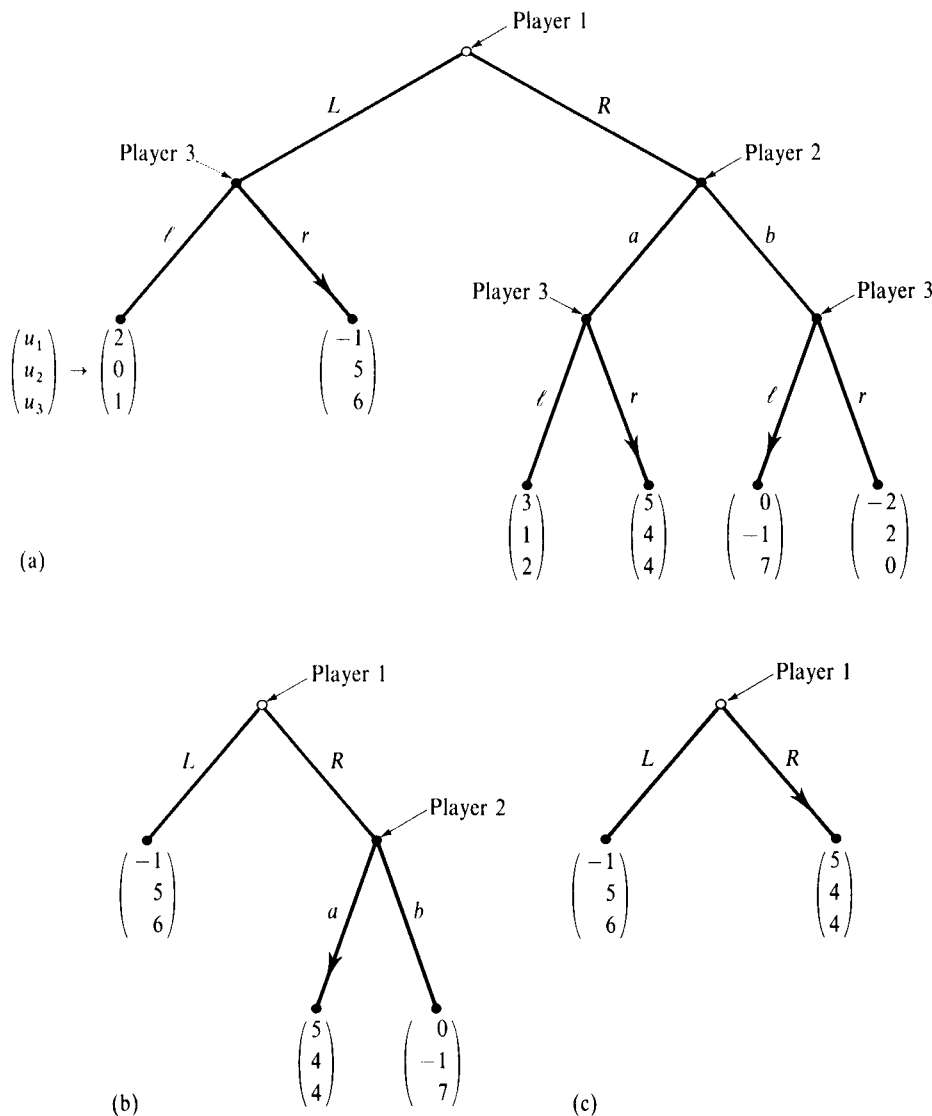 Player 1
L
R
Player 3
Player 2
ℓ
r
a
b
Player 3
Player 3
(u₁ u₂ u₃) → (2 0 1)
(−1 5 6)
ℓ
r
ℓ
r
(3 1 2)
(5 4 4)
(0 −1 7)
(−2 2 0)
(a)
Player 1
L
R
Player 2
(−1 5 6)
a
b
(5 4 4)
(0 −1 7)
(b)
Player 1
L
R
(−1 5 6)
(5 4 4)
(c)